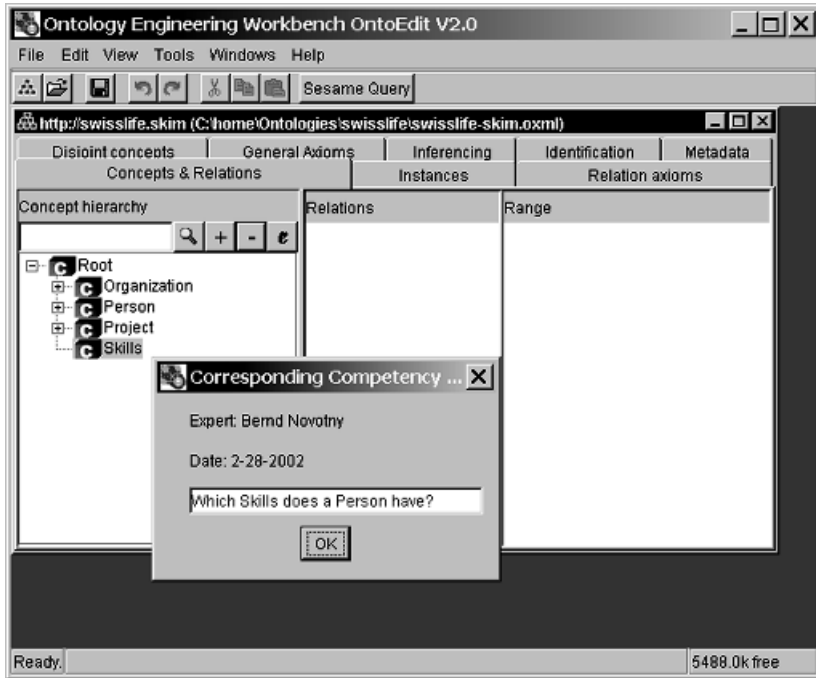 Ontology Engineering Workbench OntoEdit V2.0
File Edit View Tools Windows Help
Sesame Query
http://swisslife.skim (C:\home\Ontologies\swisslife\swisslife-skim.oxml)
Disjoint concepts General Axioms Inferencing Identification Metadata
Concepts & Relations Instances Relation axioms
Concept hierarchy Relations Range
+ - e
C Root
C Organization
C Person
C Project
C Skills
Corresponding Competency ...
Expert: Bernd Novotny
Date: 2-28-2002
Which Skills does a Person have?
OK
Ready. 5488.0k free